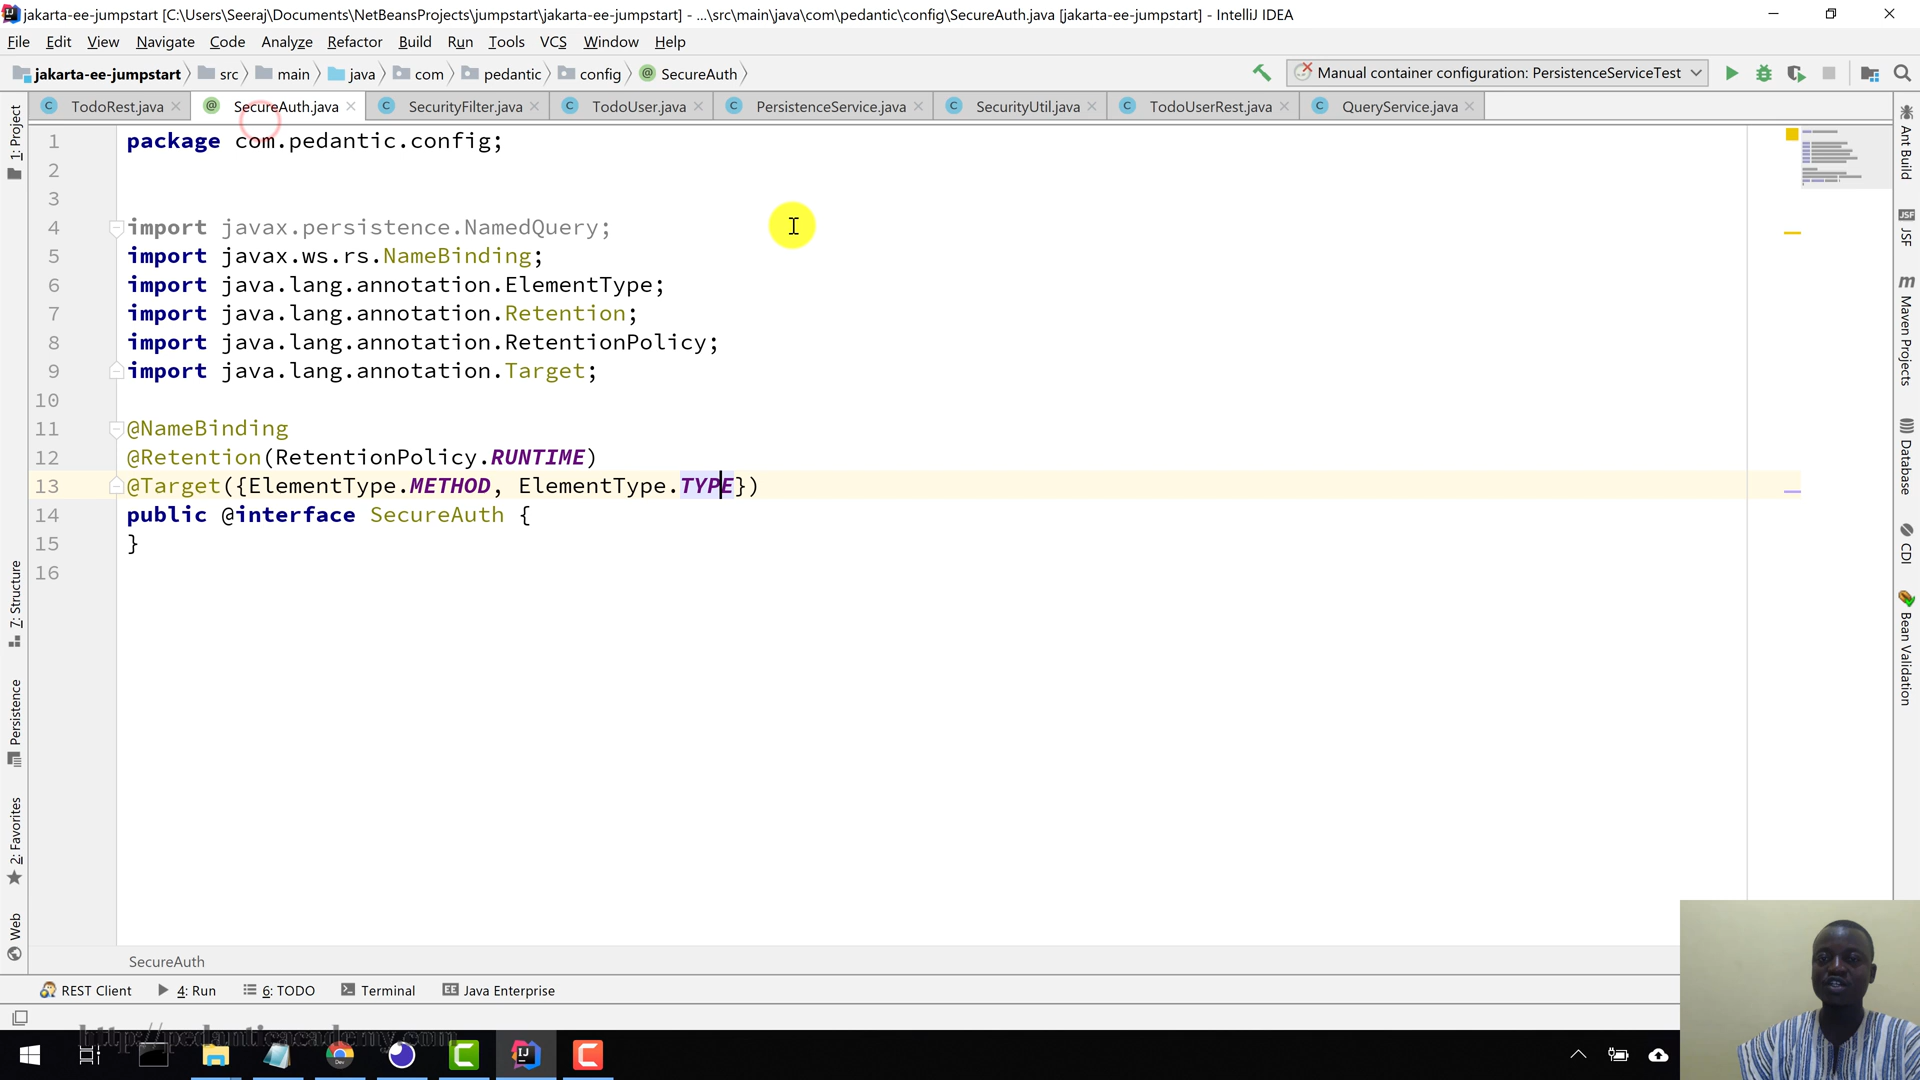 jakarta-ee-jumpstart [C:\Users\Seeraj\Documents\NetBeansProjects\jumpstart\jakarta-ee-jumpstart] - ...\src\main\java\com\pedantic\config\SecureAuth.java [jakarta-ee-jumpstart] - IntelliJ IDEA
File Edit View Navigate Code Analyze Refactor Build Run Tools VCS Window Help
jakarta-ee-jumpstart src main java com pedantic config SecureAuth Manual container configuration: PersistenceServiceTest
TodoRest.java SecureAuth.java SecurityFilter.java TodoUser.java PersistenceService.java SecurityUtil.java TodoUserRest.java QueryService.java
1 package com.pedantic.config;
2
3
4 import javax.persistence.NamedQuery;
5 import javax.ws.rs.NameBinding;
6 import java.lang.annotation.ElementType;
7 import java.lang.annotation.Retention;
8 import java.lang.annotation.RetentionPolicy;
9 import java.lang.annotation.Target;
10
11 @NameBinding
12 @Retention(RetentionPolicy.RUNTIME)
13 @Target({ElementType.METHOD, ElementType.TYPE})
14 public @interface SecureAuth {
15 }
16
1: Project
7: Structure
Persistence
2: Favorites
Web
Ant Build
JSF
Maven Projects
Database
CDI
Bean Validation
SecureAuth
REST Client 4: Run 6: TODO Terminal Java Enterprise
http://pedanticacademy.com